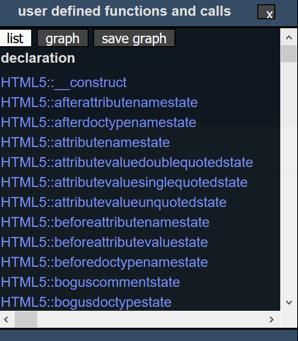 user defined functions and calls x
list graph save graph
declaration
HTML5::__construct
HTML5::afterattributenamestate
HTML5::afterdoctypenamestate
HTML5::attributenamestate
HTML5::attributevaluedoublequotedstate
HTML5::attributevaluesinglequotedstate
HTML5::attributevalueunquotedstate
HTML5::beforeattributenamestate
HTML5::beforeattributevaluestate
HTML5::beforedoctypenamestate
HTML5::boguscommentstate
HTML5::bogusdoctypestate